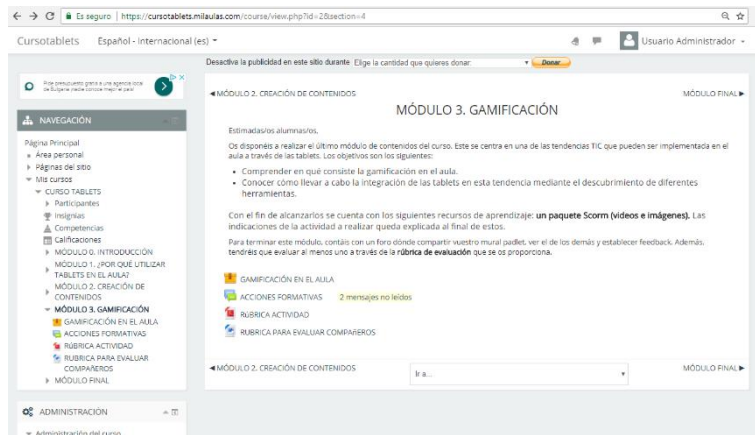 Es seguro | https://cursotablets.milaulas.com/course/view.php?id=2&section=4
Cursotablets Español - Internacional (es) Usuario Administrador
Desactive la publicidad en este sitio durante Elige la cantidad que quieres donar: Donar
NAVEGACIÓN
Página Principal
Area personal
Páginas del sitio
Mis cursos
CURSO TABLETS
Participantes
Insignias
Competencias
Calificaciones
MÓDULO 0. INTRODUCCIÓN
MÓDULO 1. ¿POR QUÉ UTILIZAR
TABLETS EN EL AULA?
MÓDULO 2. CREACIÓN DE
CONTENIDOS
MÓDULO 3. GAMIFICACIÓN
GAMIFICACIÓN EN EL AULA
ACCIONES FORMATIVAS
RÚBRICA ACTIVIDAD
RUBRICA PARA EVALUAR
COMPAÑEROS
MÓDULO FINAL
ADMINISTRACIÓN
Administración del curso
◄MÓDULO 2. CREACIÓN DE CONTENIDOS MÓDULO FINAL►
MÓDULO 3. GAMIFICACIÓN
Estimadas/os alumnas/os,
Os disponéis a realizar el último módulo de contenidos del curso. Este se centra en una de las tendencias TIC que pueden ser implementada en el
aula a través de las tablets. Los objetivos son los siguientes:
• Comprender en qué consiste la gamificación en el aula.
• Conocer cómo llevar a cabo la integración de las tablets en esta tendencia mediante el descubrimiento de diferentes
herramientas.
Con el fin de alcanzarlos se cuenta con los siguientes recursos de aprendizaje: un paquete Scorm (videos e imágenes). Las
indicaciones de la actividad a realizar queda explicada al final de estos.
Para terminar este módulo, contáis con un foro dónde compartir vuestro mural padlet, ver el de los demás y establecer feedback. Además,
tendréis que evaluar al menos uno a través de la rúbrica de evaluación que se os proporciona.
GAMIFICACIÓN EN EL AULA
ACCIONES FORMATIVAS 2 mensajes no leídos
RÚBRICA ACTIVIDAD
RUBRICA PARA EVALUAR COMPAÑEROS
◄MÓDULO 2. CREACIÓN DE CONTENIDOS Ir a... MÓDULO FINAL►